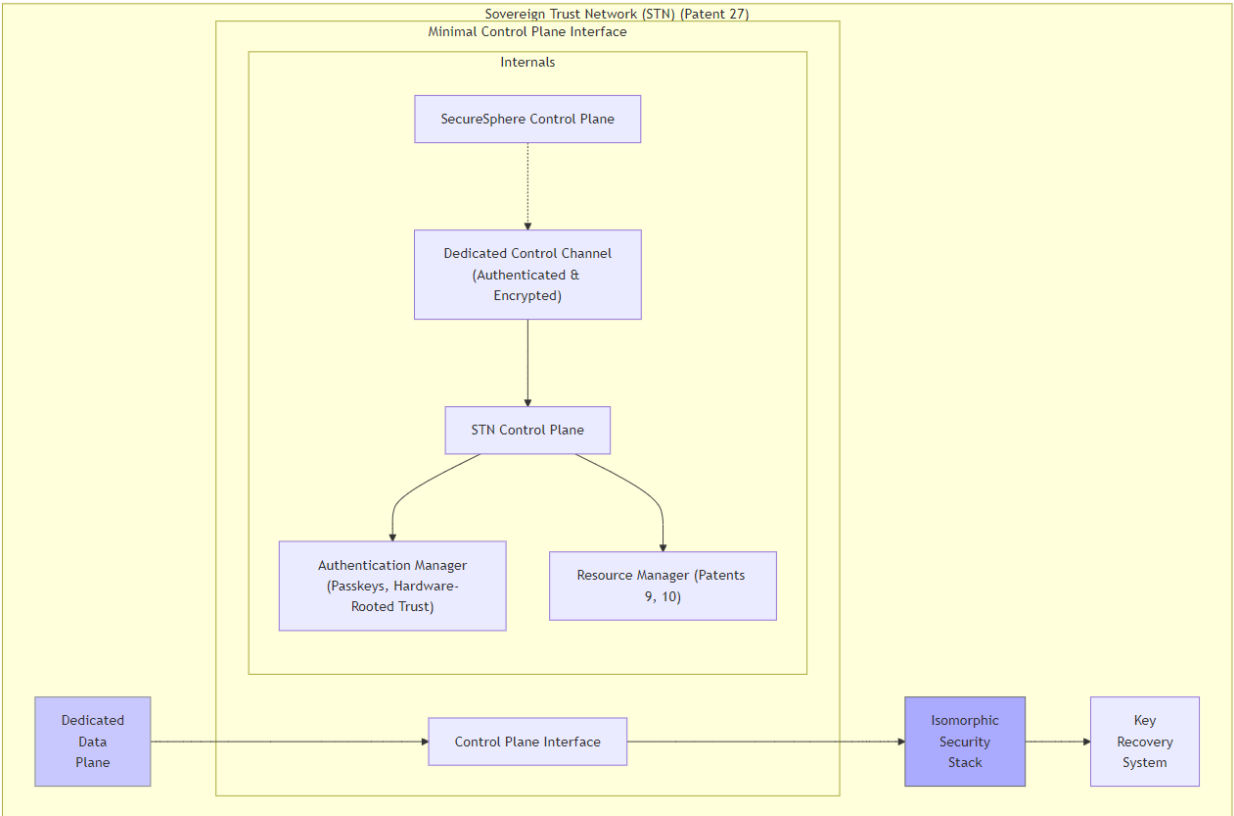 Sovereign Trust Network (STN) (Patent 27)
Minimal Control Plane Interface
Internals
SecureSphere Control Plane
Dedicated Control Channel
(Authenticated &
Encrypted)
STN Control Plane
Authentication Manager
(Passkeys, Hardware-
Rooted Trust)
Resource Manager (Patents
9, 10)
Dedicated
Data
Plane
Control Plane Interface
Isomorphic
Security
Stack
Key
Recovery
System